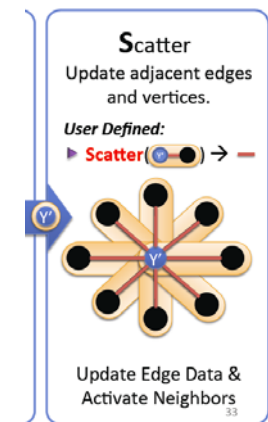 Scatter
Update adjacent edges
and vertices.
User Defined:
Scatter( Y' ) →
Y'
Y'
Update Edge Data &
Activate Neighbors
33